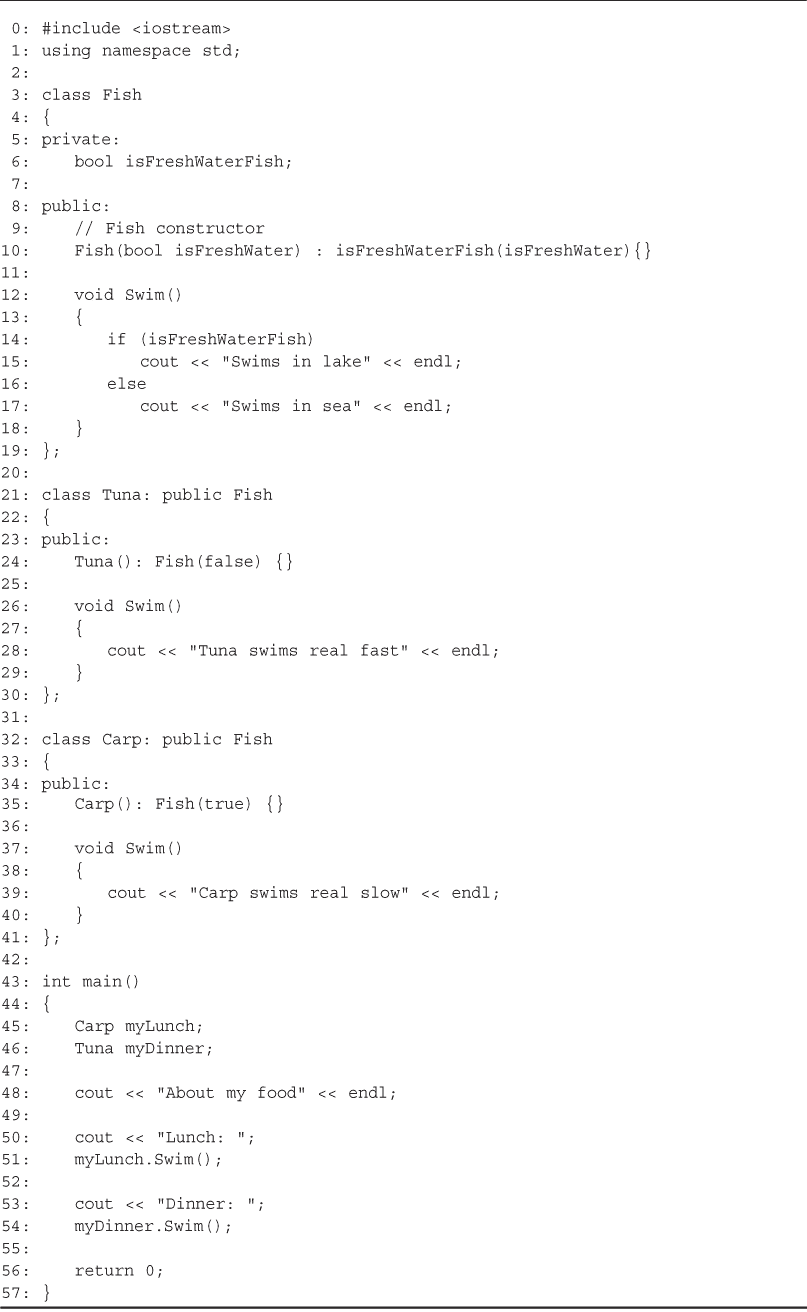 0: #include <iostream>
1: using namespace std;
2:
3: class Fish
4: {
5: private:
6:    bool isFreshWaterFish;
7:
8: public:
9:    // Fish constructor
10:    Fish(bool isFreshWater) : isFreshWaterFish(isFreshWater){}
11:
12:    void Swim()
13:    {
14:       if (isFreshWaterFish)
15:          cout << "Swims in lake" << endl;
16:       else
17:          cout << "Swims in sea" << endl;
18:    }
19: };
20:
21: class Tuna: public Fish
22: {
23: public:
24:    Tuna(): Fish(false) {}
25:
26:    void Swim()
27:    {
28:       cout << "Tuna swims real fast" << endl;
29:    }
30: };
31:
32: class Carp: public Fish
33: {
34: public:
35:    Carp(): Fish(true) {}
36:
37:    void Swim()
38:    {
39:       cout << "Carp swims real slow" << endl;
40:    }
41: };
42:
43: int main()
44: {
45:    Carp myLunch;
46:    Tuna myDinner;
47:
48:    cout << "About my food" << endl;
49:
50:    cout << "Lunch: ";
51:    myLunch.Swim();
52:
53:    cout << "Dinner: ";
54:    myDinner.Swim();
55:
56:    return 0;
57: }